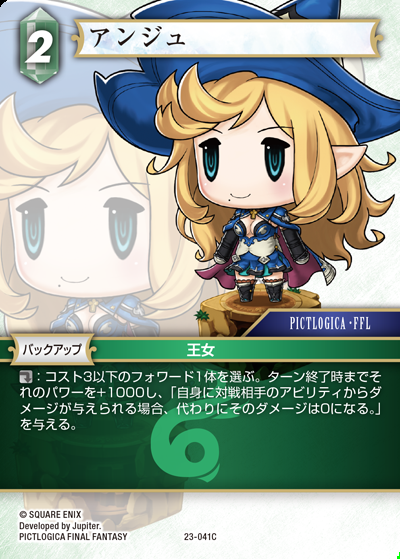 2
アンジュ
PICTLOGICA・FFL
バックアップ
王女
：コスト3以下のフォワード1体を選ぶ。ターン終了時までそ
れのパワーを+1000し、「自身に対戦相手のアビリティからダ
メージが与えられる場合、代わりにそのダメージは0になる。」
を与える。
© SQUARE ENIX
Developed by Jupiter.
PICTLOGICA FINAL FANTASY
23-041C